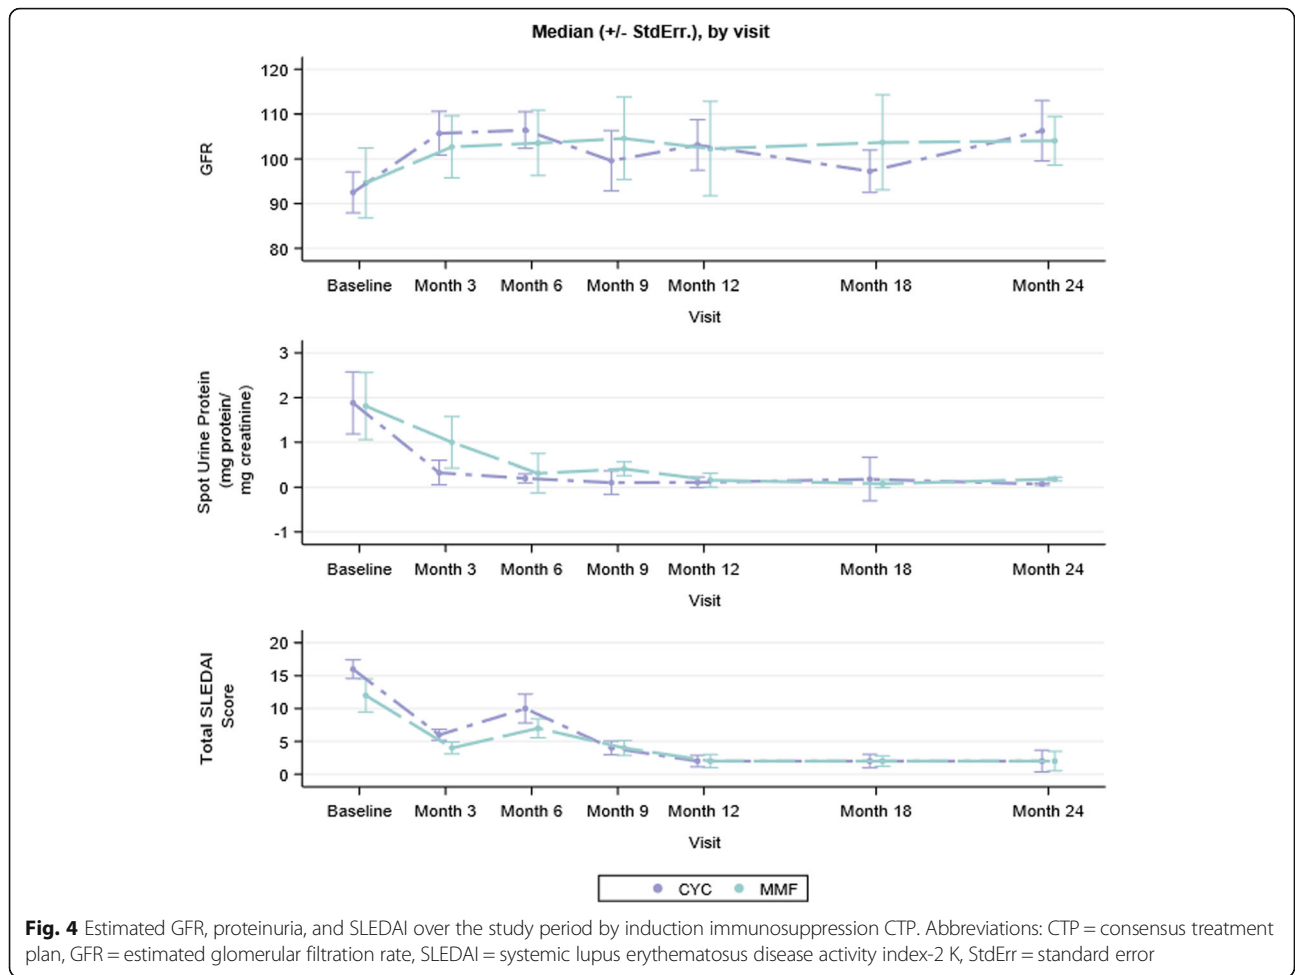 Median (+/- StdErr.), by visit
GFR
120
110
100
90
80
Baseline Month 3 Month 6 Month 9 Month 12 Month 18 Month 24
Visit
Spot Urine Protein
(mg protein/
mg creatinine)
3
2
1
0
-1
Baseline Month 3 Month 6 Month 9 Month 12 Month 18 Month 24
Visit
Total SLEDAI
Score
20
15
10
5
0
Baseline Month 3 Month 6 Month 9 Month 12 Month 18 Month 24
Visit
CYC MMF
Fig. 4 Estimated GFR, proteinuria, and SLEDAI over the study period by induction immunosuppression CTP. Abbreviations: CTP = consensus treatment
plan, GFR = estimated glomerular filtration rate, SLEDAI = systemic lupus erythematosus disease activity index-2 K, StdErr = standard error